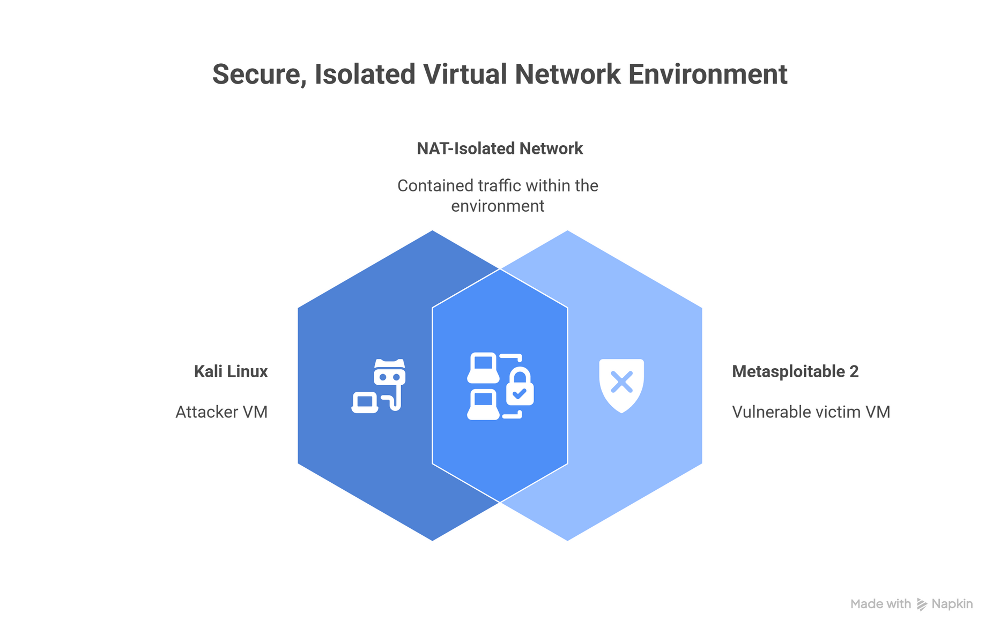 Secure, Isolated Virtual Network Environment
NAT-Isolated Network
Contained traffic within the
environment
Kali Linux
Attacker VM
Metasploitable 2
Vulnerable victim VM
Made with Napkin